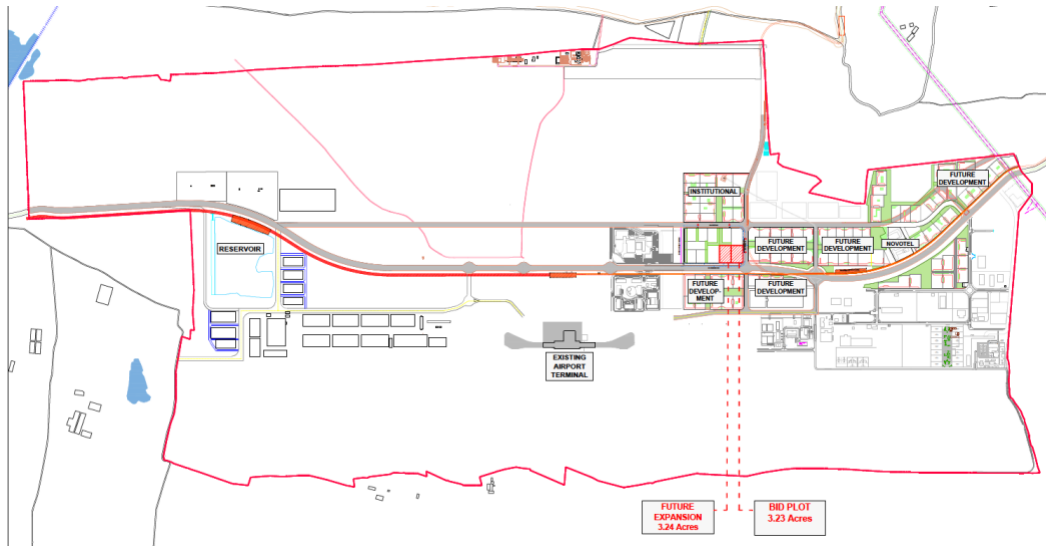 FUTURE
DEVELOPMENT
INSTITUTIONAL
RESERVOIR
FUTURE
DEVELOPMENT
FUTURE
DEVELOPMENT
NOVOTEL
FUTURE
DEVELOP-
MENT
FUTURE
DEVELOPMENT
EXISTING
AIRPORT
TERMINAL
FUTURE
EXPANSION
3.24 Acres
BID PLOT
3.23 Acres